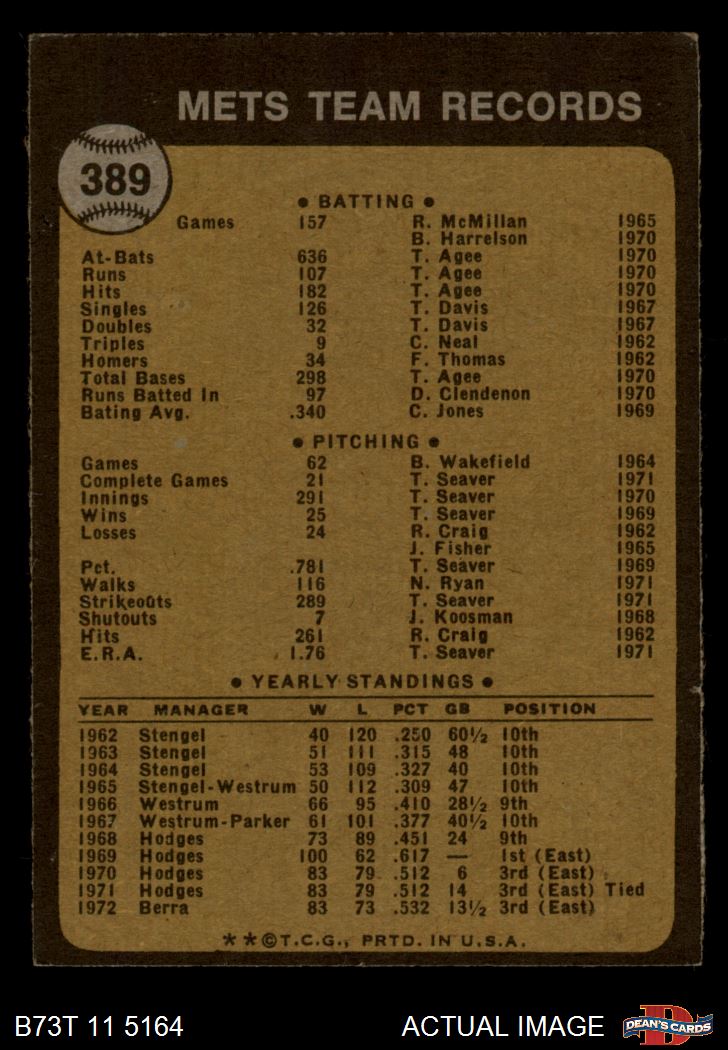 METS TEAM RECORDS
389
• BATTING •
Games 157 R. McMillan 1965
B. Harrelson 1970
At-Bats 636 T. Agee 1970
Runs 107 T. Agee 1970
Hits 182 T. Agee 1970
Singles 126 T. Davis 1967
Doubles 32 T. Davis 1967
Triples 9 C. Neal 1962
Homers 34 F. Thomas 1962
Total Bases 298 T. Agee 1970
Runs Batted In 97 D. Clendenon 1970
Bating Avg. .340 C. Jones 1969
• PITCHING •
Games 62 B. Wakefield 1964
Complete Games 21 T. Seaver 1971
Innings 291 T. Seaver 1970
Wins 25 T. Seaver 1969
Losses 24 R. Craig 1962
J. Fisher 1965
Pct. .781 T. Seaver 1969
Walks 116 N. Ryan 1971
Strikeouts 289 T. Seaver 1971
Shutouts 7 J. Koosman 1968
Hits 261 R. Craig 1962
E.R.A. 1.76 T. Seaver 1971
• YEARLY STANDINGS •
YEAR MANAGER W L PCT GB POSITION
1962 Stengel 40 120 .250 60½ 10th
1963 Stengel 51 111 .315 48 10th
1964 Stengel 53 109 .327 40 10th
1965 Stengel-Westrum 50 112 .309 47 10th
1966 Westrum 66 95 .410 28½ 9th
1967 Westrum-Parker 61 101 .377 40½ 10th
1968 Hodges 73 89 .451 24 9th
1969 Hodges 100 62 .617 — 1st (East)
1970 Hodges 83 79 .512 6 3rd (East)
1971 Hodges 83 79 .512 14 3rd (East) Tied
1972 Berra 83 73 .532 13½ 3rd (East)
**©T.C.G., PRTD. IN U.S.A.
B73T 11 5164 ACTUAL IMAGE
D
DEAN'S CARDS